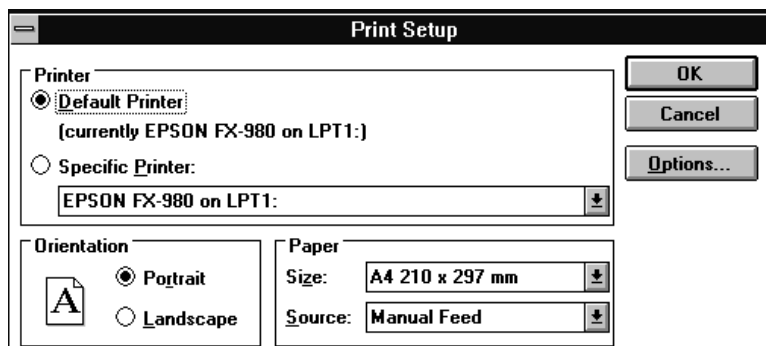 Print Setup
Printer
Default Printer
(currently EPSON FX-980 on LPT1:)
Specific Printer:
EPSON FX-980 on LPT1:
OK
Cancel
Options...
Orientation
A
Portrait
Landscape
Paper
Size: A4 210 x 297 mm
Source: Manual Feed